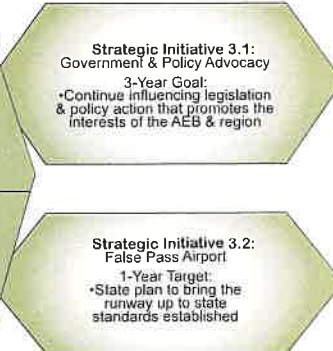 Strategic Initiative 3.1:
Government & Policy Advocacy
3-Year Goal:
•Continue influencing legislation
& policy action that promotes the
interests of the AEB & region
Strategic Initiative 3.2:
False Pass Airport
1-Year Target:
•State plan to bring the
runway up to state
standards established